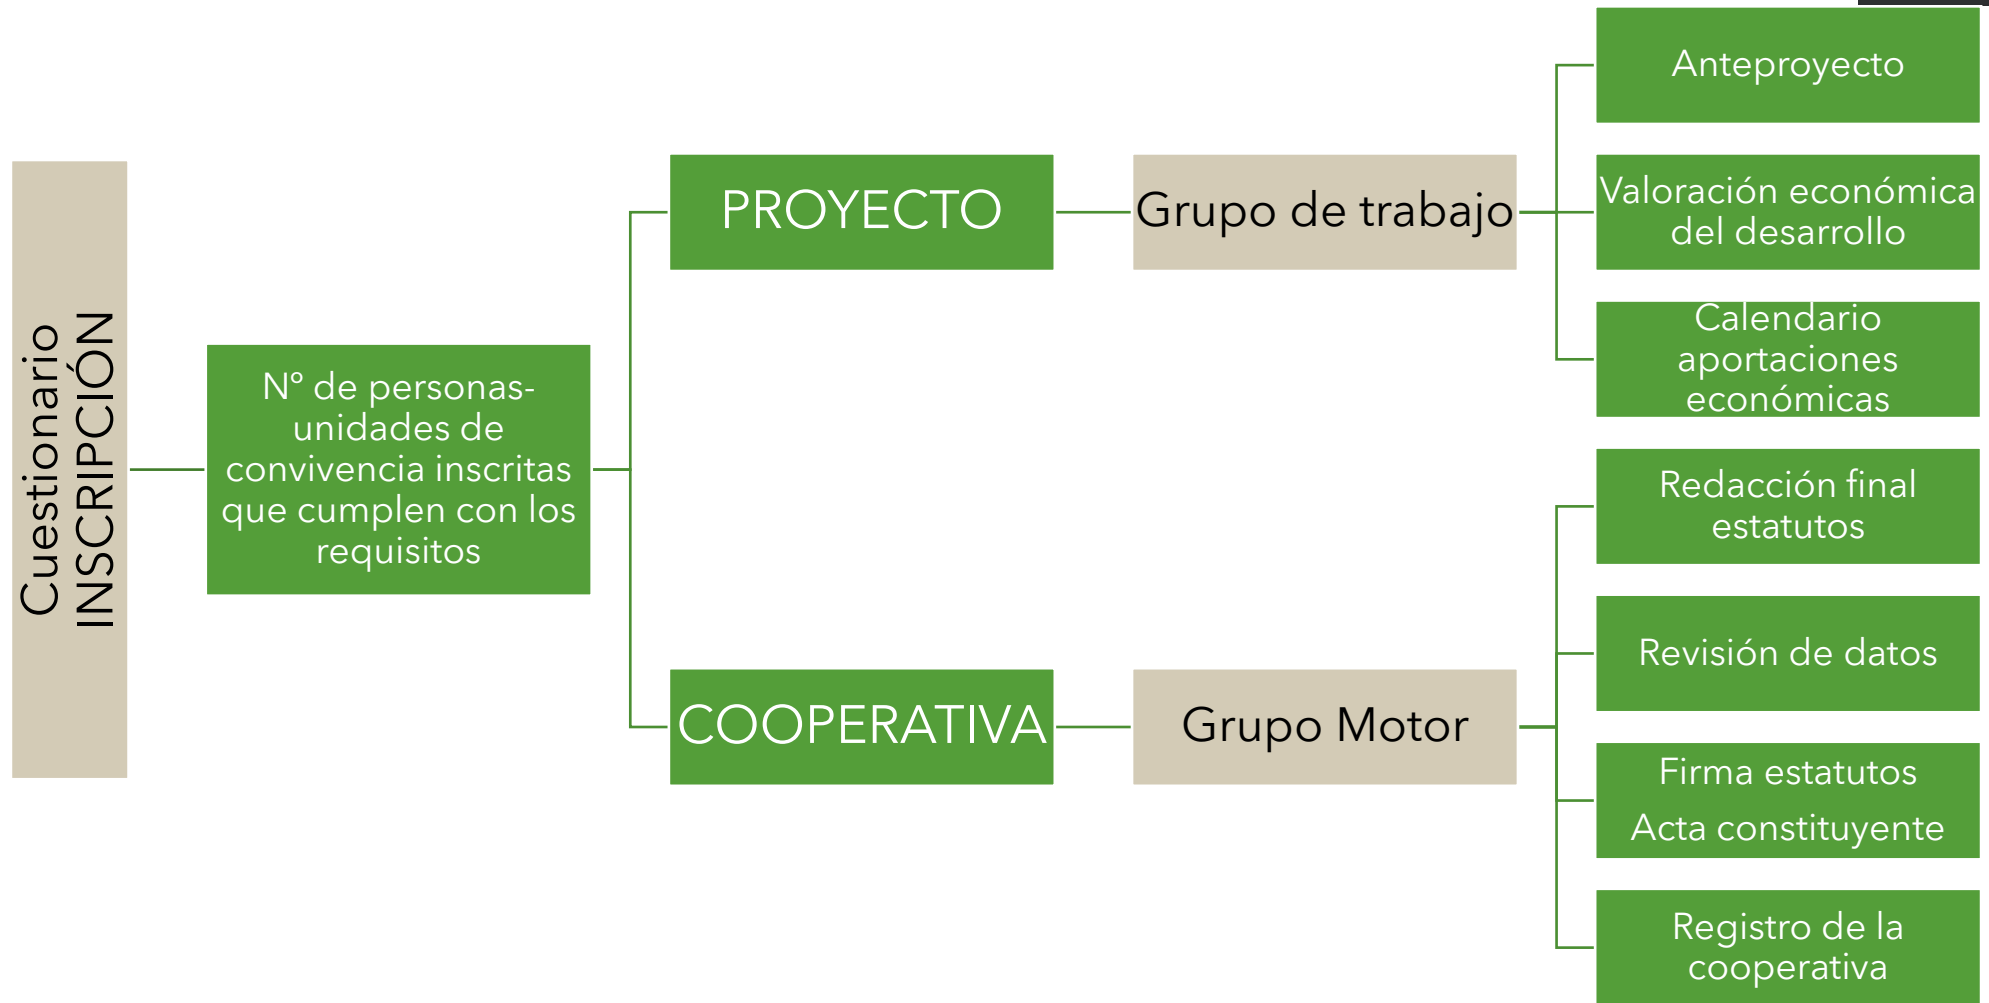 Cuestionario
INSCRIPCIÓN
Nº de personas-
unidades de
convivencia inscritas
que cumplen con los
requisitos
PROYECTO
Grupo de trabajo
Anteproyecto
Valoración económica
del desarrollo
Calendario
aportaciones
económicas
COOPERATIVA
Grupo Motor
Redacción final
estatutos
Revisión de datos
Firma estatutos
Acta constituyente
Registro de la
cooperativa